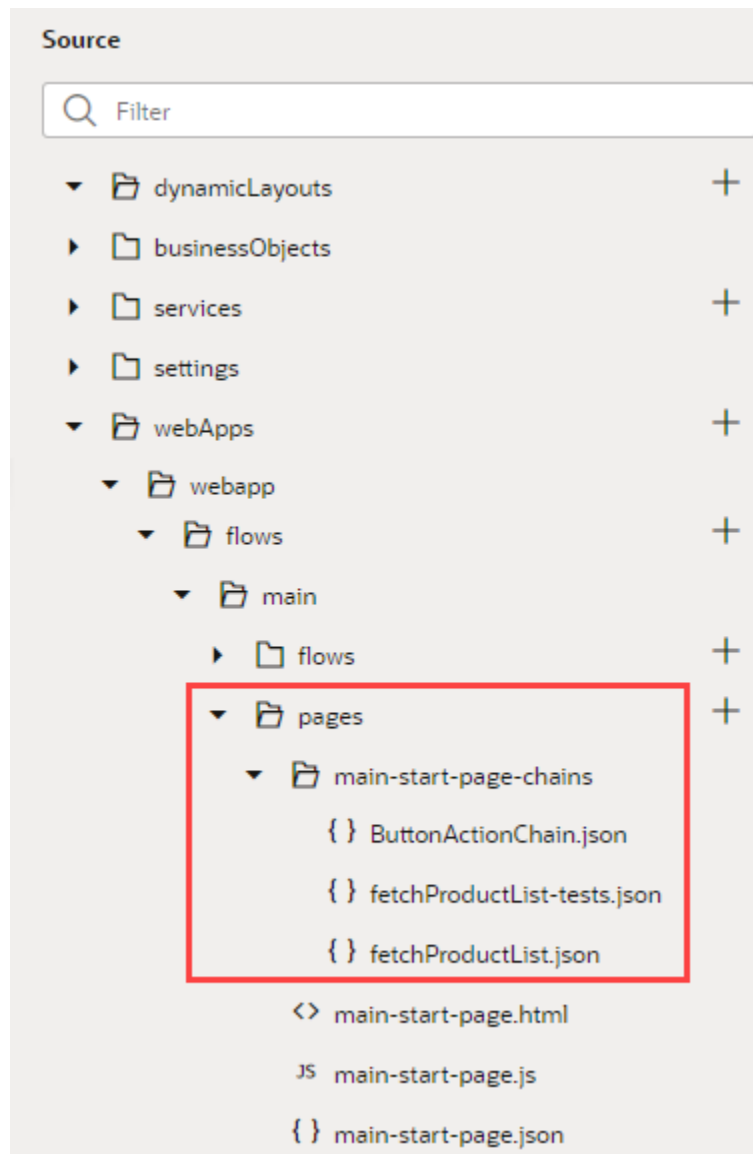 Source
Filter
dynamicLayouts
businessObjects
services
settings
webApps
webapp
flows
main
flows
pages
main-start-page-chains
{ } ButtonActionChain.json
{ } fetchProductList-tests.json
{ } fetchProductList.json
<> main-start-page.html
JS main-start-page.js
{ } main-start-page.json